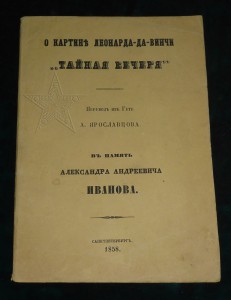 О КАРТИНѢ ЛЕОНАРДА-ДА-ВИНЧИ
„ТАЙНАЯ ВЕЧЕРЯ“
Переводъ изъ Гете
А. ЯРОСЛАВЦОВА
ВЪ ПАМЯТЬ
АЛЕКСАНДРА АНДРЕЕВИЧА
ИВАНОВА.
САНКТПЕТЕРБУРГЪ.
1858.